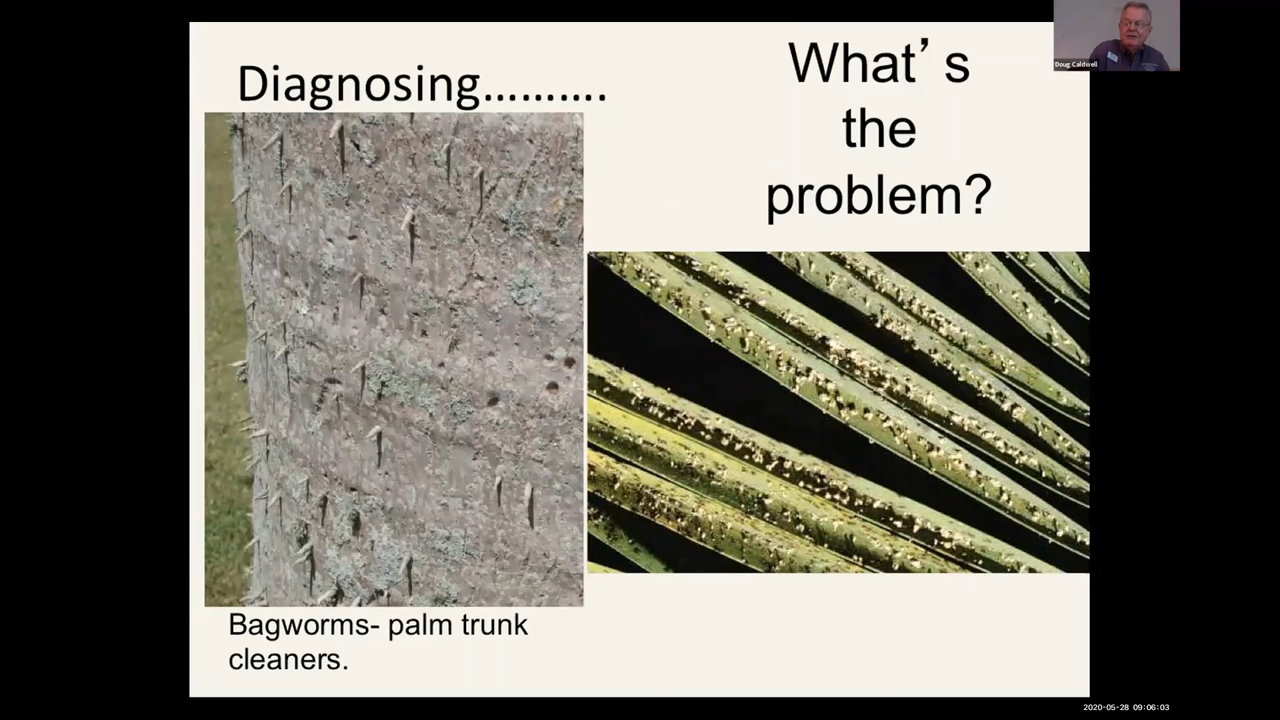 Diagnosing..........
What's
the
problem?
Bagworms- palm trunk
cleaners.
Doug Caldwell
2020-05-28 09:06:03